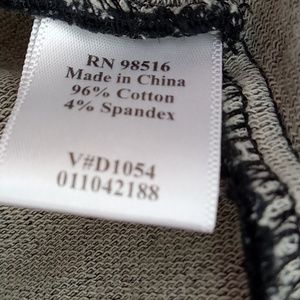 RN 98516
Made in China
96% Cotton
4% Spandex
V#D1054
011042188